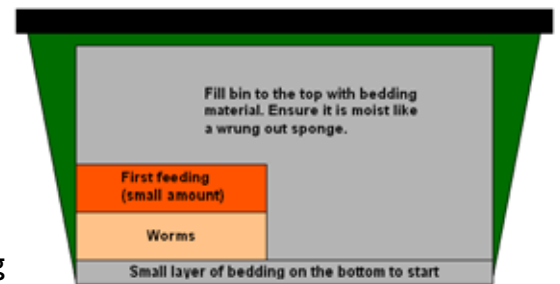 Fill bin to the top with bedding
material. Ensure it is moist like
a wrung out sponge.
First feeding
(small amount)
Worms
g
Small layer of bedding on the bottom to start